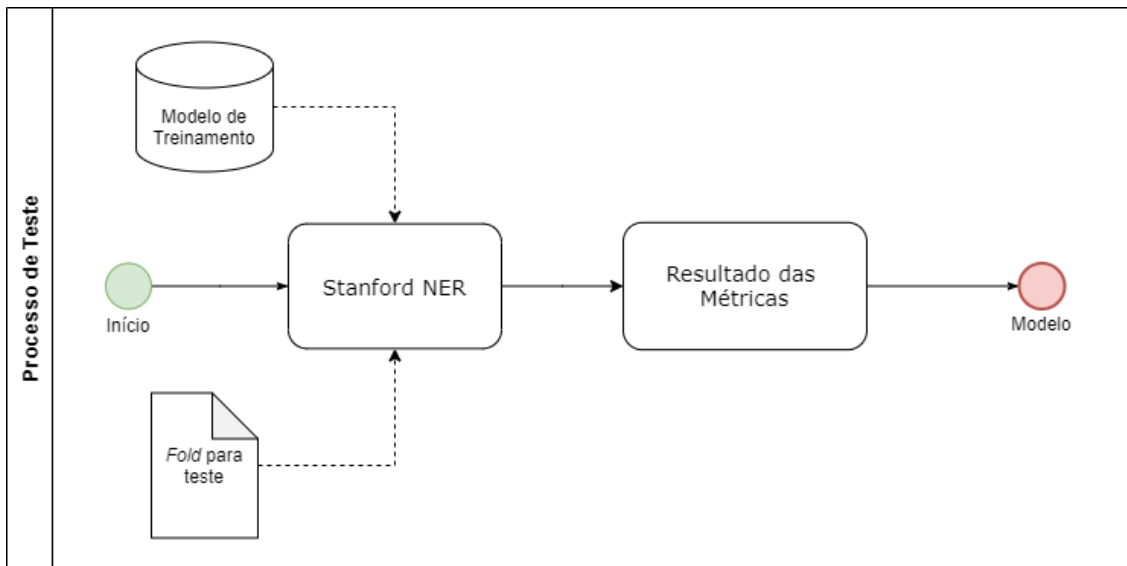 Processo de Teste
Modelo de
Treinamento
Início
Stanford NER
Resultado das
Métricas
Modelo
Fold para
teste